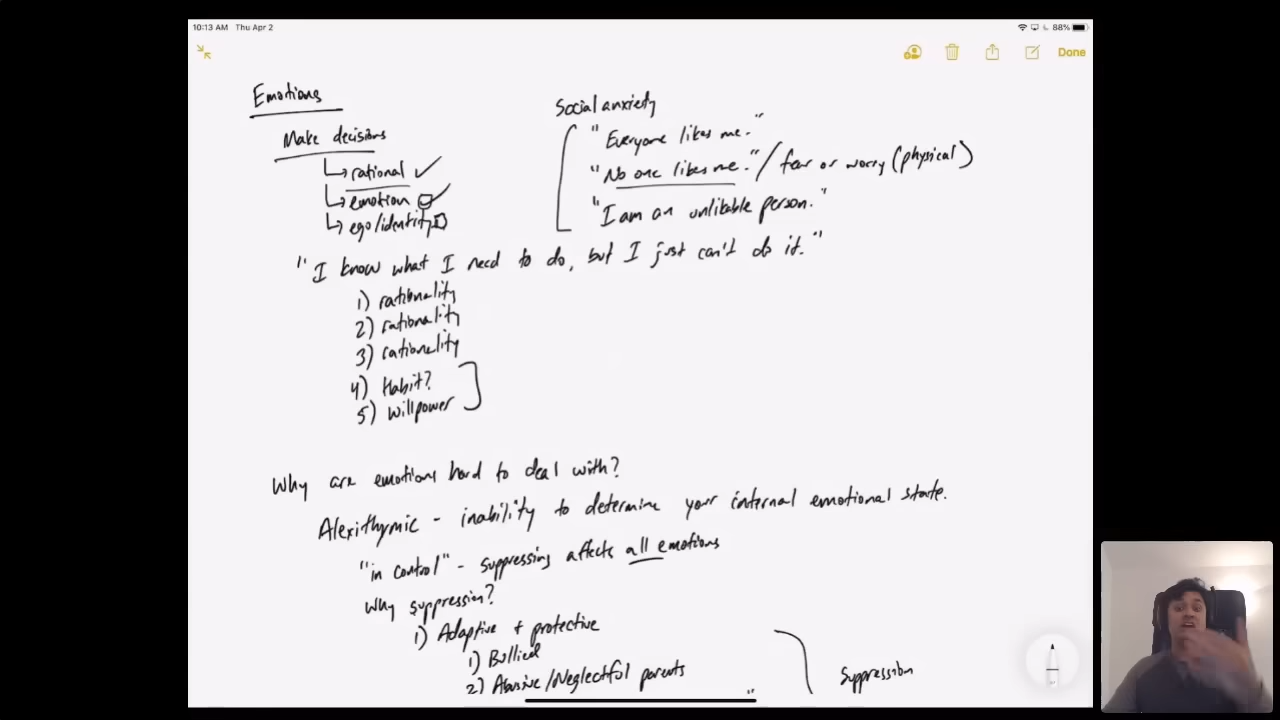 10:13 AM Thu Apr 2
88%
Done
Emotions
Make decisions
rational
emotion
ego/identity
Social anxiety
"Everyone likes me."
"No one likes me." / fear or worry (physical)
"I am an unlikable person."
"I know what I need to do, but I just can't do it."
1) rationality
2) rationality
3) rationality
4) Habit?
5) willpower
Why are emotions hard to deal with?
Alexithymic - inability to determine your internal emotional state.
"in control" - suppressing affects all emotions
Why suppression?
1) Adaptive + protective
1) Bullied
2) Abusive/Neglectful parents
Suppression